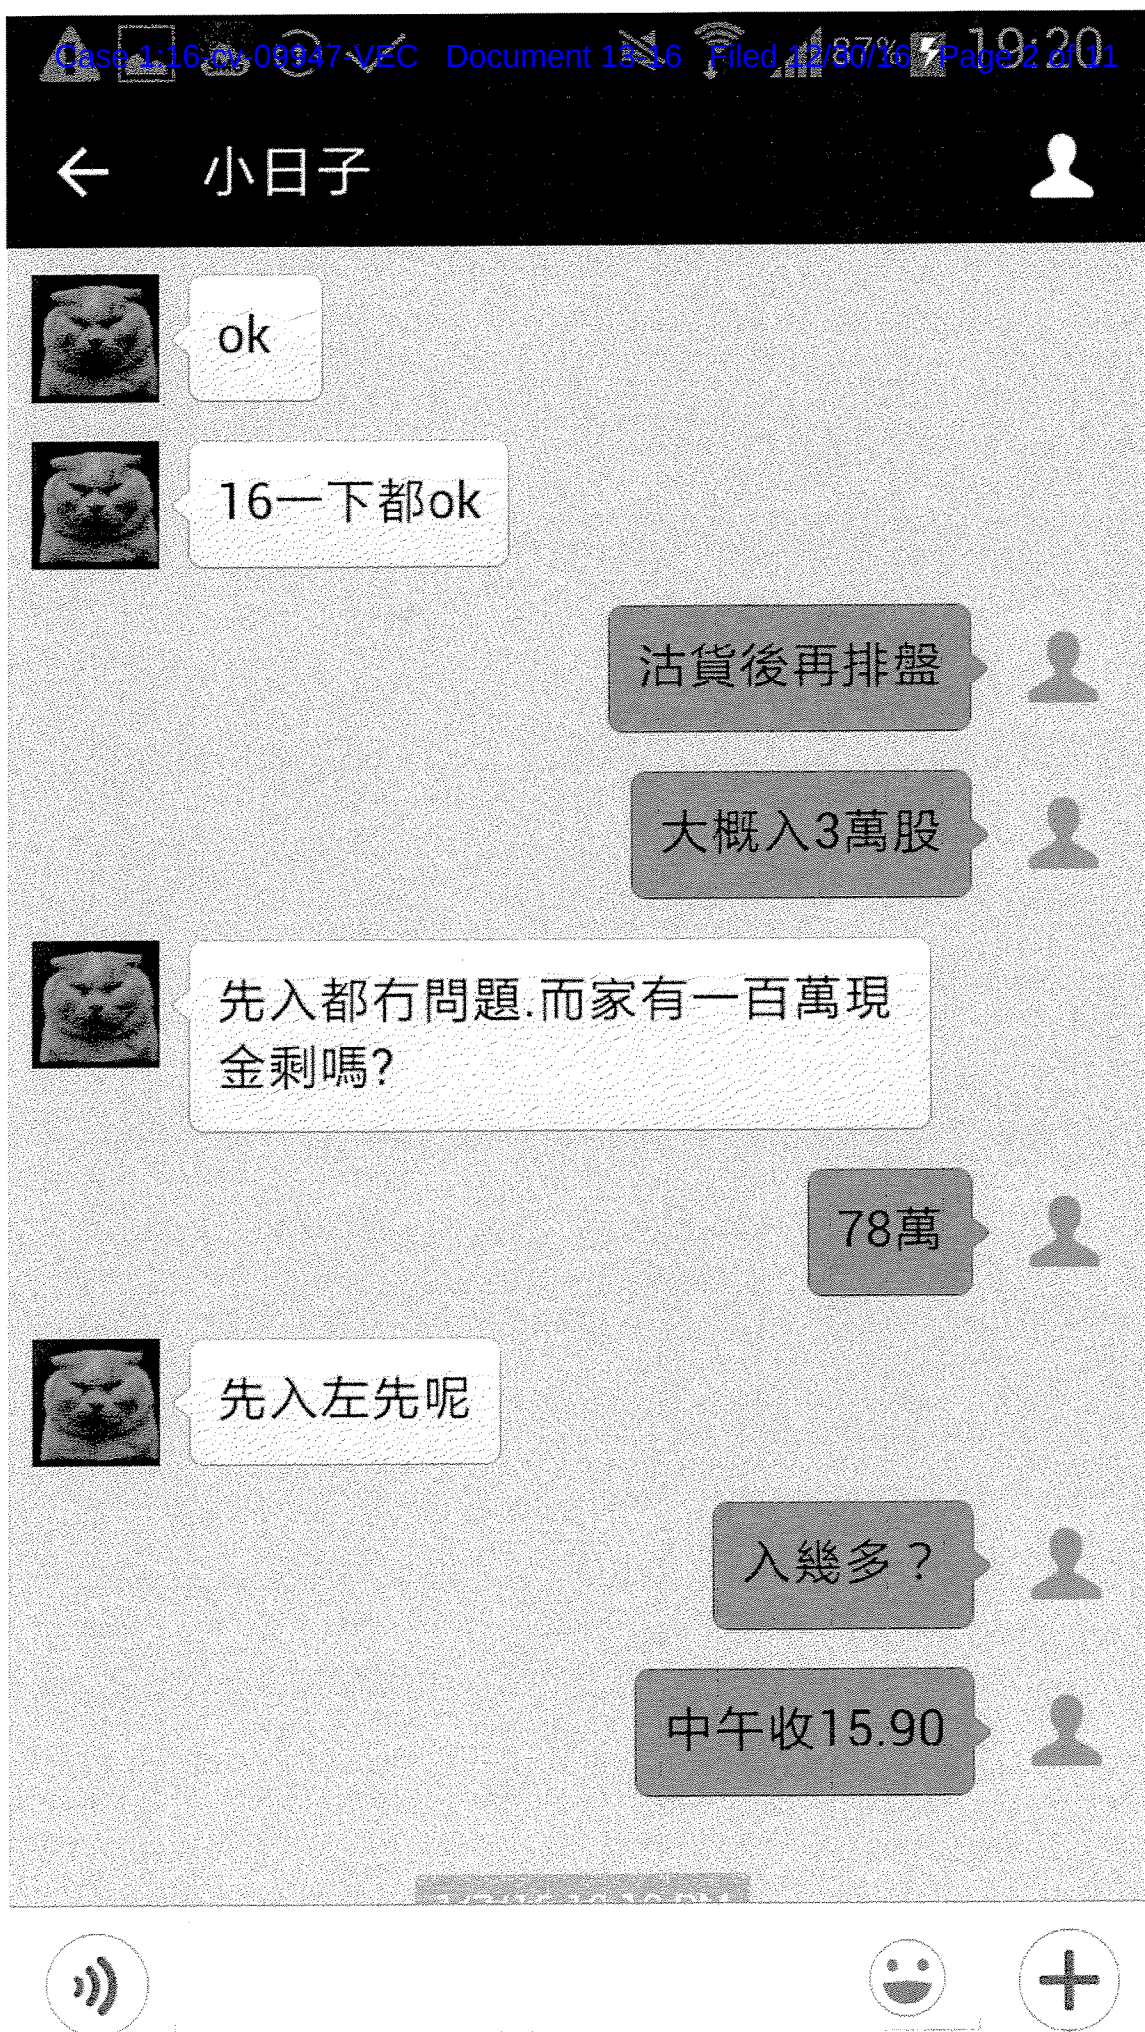 Case 1:16-cv-09947-VEC Document 13-16 Filed 12/30/16 Page 2 of 11
19:20
小日子
ok
16一下都ok
沽貨後再排盤
大概入3萬股
先入都冇問題.而家有一百萬現
金剩嗎?
78萬
先入左先呢
入幾多？
中午收15.90